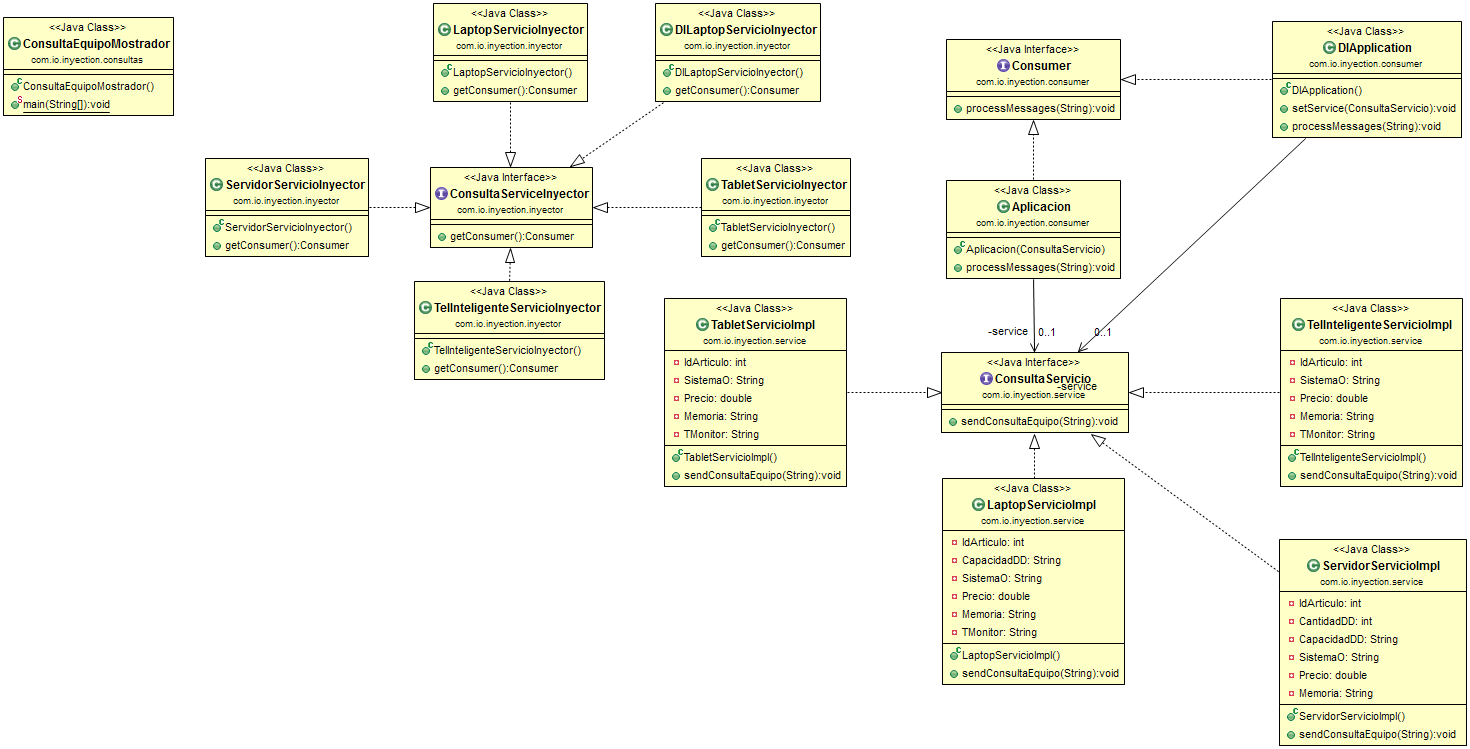 <<Java Class>>
ConsultaEquipoMostrador
com.io.inyection.consultas
ConsultaEquipoMostrador()
main(String[]):void
<<Java Class>>
LaptopServicioInyector
com.io.inyection.inyector
LaptopServicioInyector()
getConsumer():Consumer
<<Java Class>>
DILaptopServicioInyector
com.io.inyection.inyector
DILaptopServicioInyector()
getConsumer():Consumer
<<Java Interface>>
Consumer
com.io.inyection.consumer
processMessages(String):void
<<Java Class>>
DIApplication
com.io.inyection.consumer
DIApplication()
setService(ConsultaServicio):void
processMessages(String):void
<<Java Class>>
ServidorServicioInyector
com.io.inyection.inyector
ServidorServicioInyector()
getConsumer():Consumer
<<Java Interface>>
ConsultaServiceInyector
com.io.inyection.inyector
getConsumer():Consumer
<<Java Class>>
TabletServicioInyector
com.io.inyection.inyector
TabletServicioInyector()
getConsumer():Consumer
<<Java Class>>
Aplicacion
com.io.inyection.consumer
Aplicacion(ConsultaServicio)
processMessages(String):void
<<Java Class>>
TelInteligenteServicioInyector
com.io.inyection.inyector
TelInteligenteServicioInyector()
getConsumer():Consumer
<<Java Class>>
TabletServicioImpl
com.io.inyection.service
IdArticulo: int
SistemaO: String
Precio: double
Memoria: String
TMonitor: String
TabletServicioImpl()
sendConsultaEquipo(String):void
-service
0..1
0..1
<<Java Interface>>
ConsultaServicio
-service
com.io.inyection.service
sendConsultaEquipo(String):void
<<Java Class>>
TelInteligenteServicioImpl
com.io.inyection.service
IdArticulo: int
SistemaO: String
Precio: double
Memoria: String
TMonitor: String
TelInteligenteServicioImpl()
sendConsultaEquipo(String):void
<<Java Class>>
LaptopServicioImpl
com.io.inyection.service
IdArticulo: int
CapacidadDD: String
SistemaO: String
Precio: double
Memoria: String
TMonitor: String
LaptopServicioImpl()
sendConsultaEquipo(String):void
<<Java Class>>
ServidorServicioImpl
com.io.inyection.service
IdArticulo: int
CantidadDD: int
CapacidadDD: String
SistemaO: String
Precio: double
Memoria: String
ServidorServicioImpl()
sendConsultaEquipo(String):void